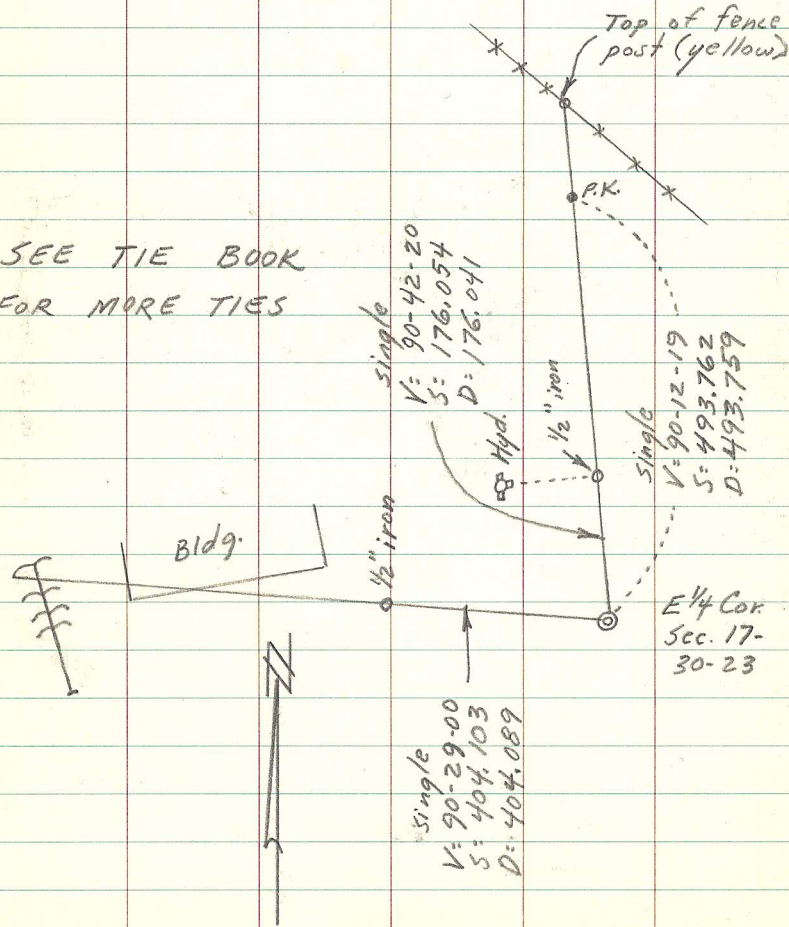 Top of fence
post (yellow)
P.K.
SEE TIE BOOK
FOR MORE TIES
single
V= 90-42-20
S= 176.054
D= 176.041
Hyd.
1/2" iron
single
V= 90-12-19
S= 493.762
D= 493.759
Bldg.
1/2" iron
E 1/4 Cor.
Sec. 17-
30-23
N
single
V= 90-29-00
S= 404.103
D= 404.089